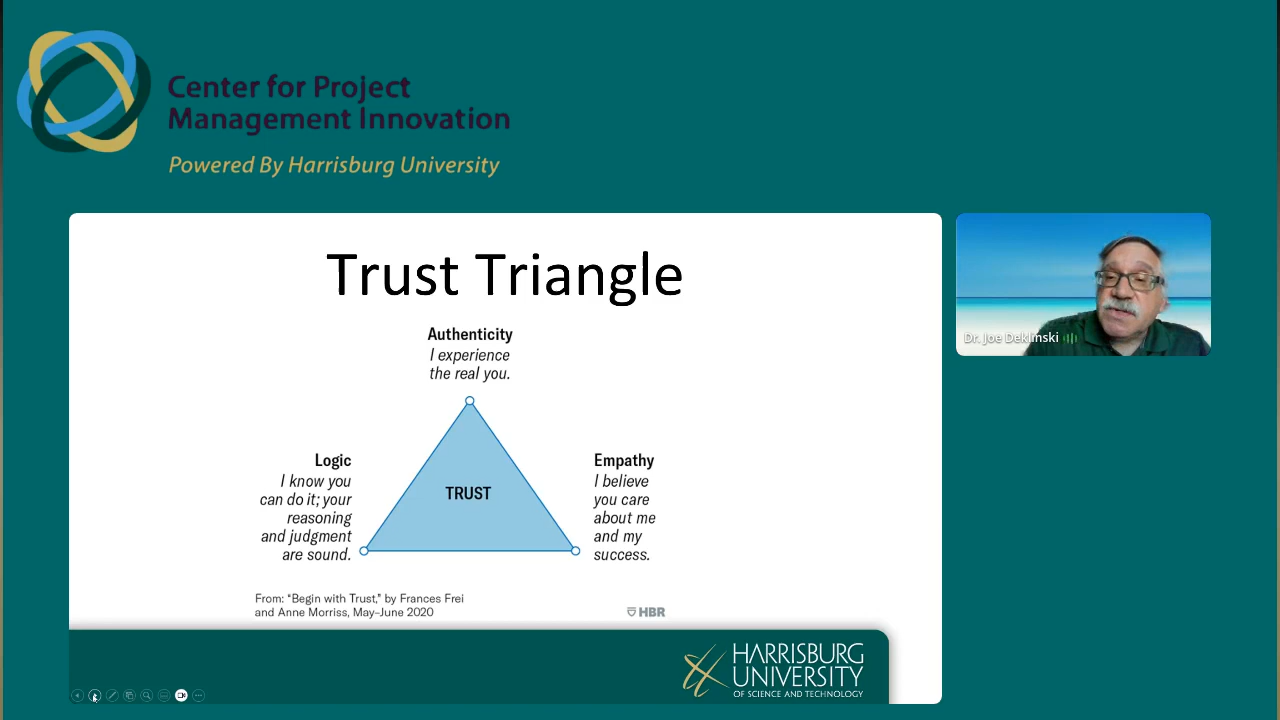 Center for Project
Management Innovation
Powered By Harrisburg University
Trust Triangle
Authenticity
I experience
the real you.
Logic
I know you
can do it; your
reasoning
and judgment
are sound.
TRUST
Empathy
I believe
you care
about me
and my
success.
From: “Begin with Trust,” by Frances Frei
and Anne Morriss, May–June 2020
HBR
HARRISBURG
UNIVERSITY
OF SCIENCE AND TECHNOLOGY
Dr. Joe Deklinski